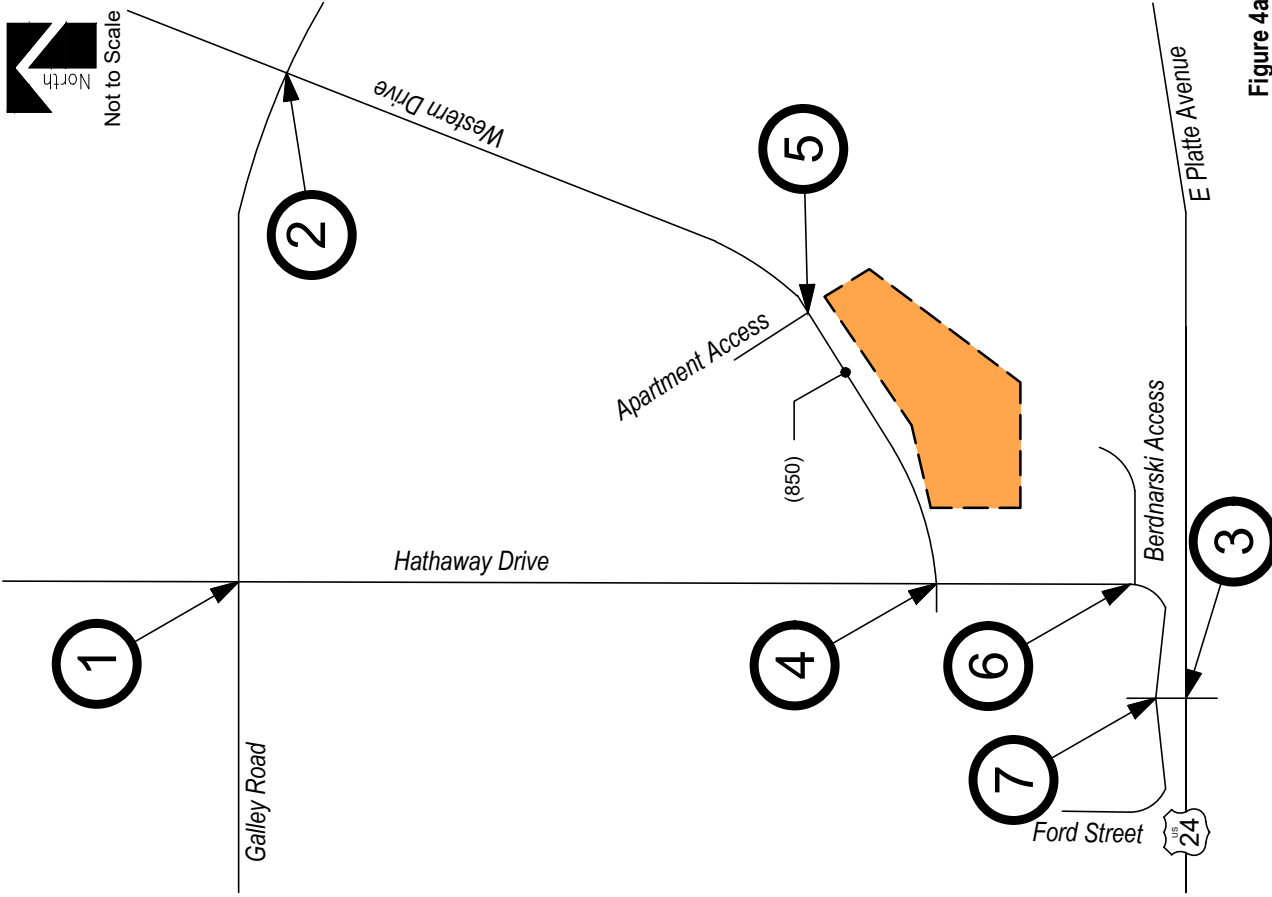 North
Not to Scale
Western Drive
1
2
5
Apartment Access
(850)
Hathaway Drive
Galley Road
4
6
7
Ford Street
US
24
Berdnarski Access
3
E Platte Avenue
Figure 4a